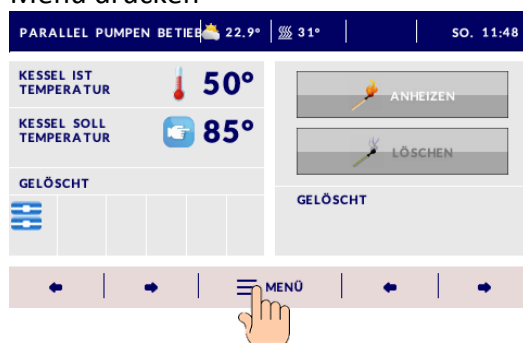 Menü drücken
PARALLEL PUMPEN BETIEB 22.9° 31° SO. 11:48
KESSEL IST
TEMPERATUR 50°
KESSEL SOLL
TEMPERATUR 85°
GELÖSCHT
ANHEIZEN
LÖSCHEN
GELÖSCHT
MENÜ